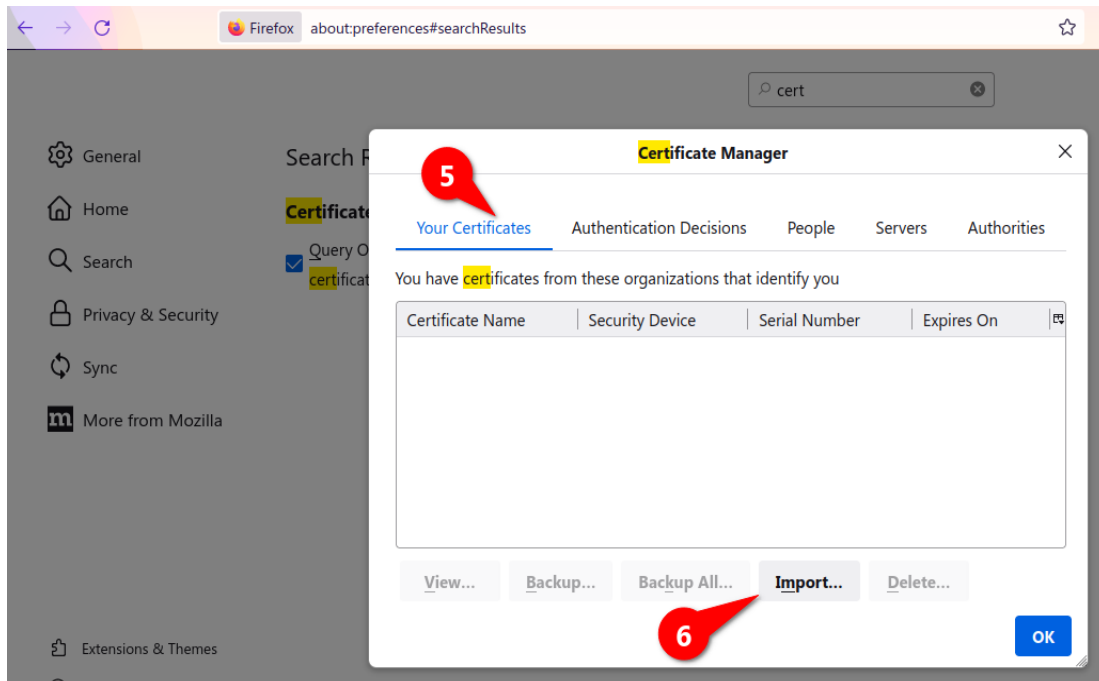 Firefox about:preferences#searchResults
cert
General
Home
Search
Privacy & Security
Sync
m More from Mozilla
Extensions & Themes
Search R
Certificate
Query O
certificat
Certificate Manager
5
Your Certificates Authentication Decisions People Servers Authorities
You have certificates from these organizations that identify you
Certificate Name Security Device Serial Number Expires On
View... Backup... Backup All... Import... Delete...
6
OK